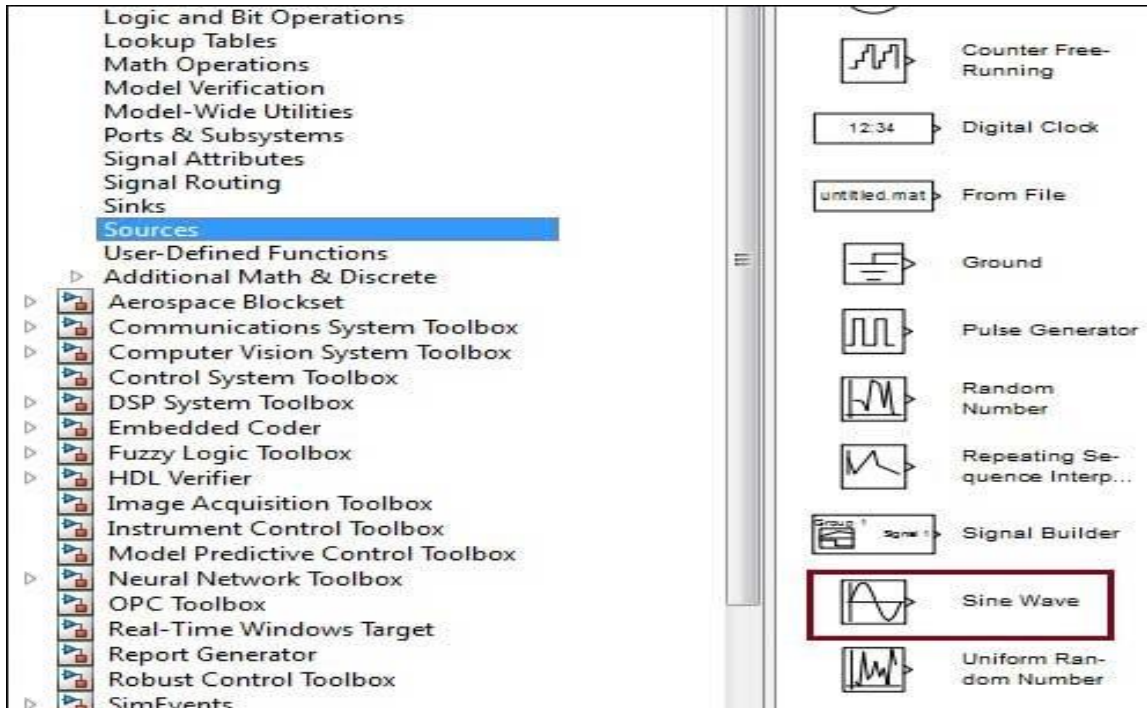 Logic and Bit Operations
Lookup Tables
Math Operations
Model Verification
Model-Wide Utilities
Ports & Subsystems
Signal Attributes
Signal Routing
Sinks
Sources
User-Defined Functions
Additional Math & Discrete
Aerospace Blockset
Communications System Toolbox
Computer Vision System Toolbox
Control System Toolbox
DSP System Toolbox
Embedded Coder
Fuzzy Logic Toolbox
HDL Verifier
Image Acquisition Toolbox
Instrument Control Toolbox
Model Predictive Control Toolbox
Neural Network Toolbox
OPC Toolbox
Real-Time Windows Target
Report Generator
Robust Control Toolbox
SimEvents
Counter Free-
Running
12:34
Digital Clock
untitled.mat
From File
Ground
Pulse Generator
Random
Number
Repeating Se-
quence Interp...
Group 1
Signal 1
Signal Builder
Sine Wave
Uniform Ran-
dom Number